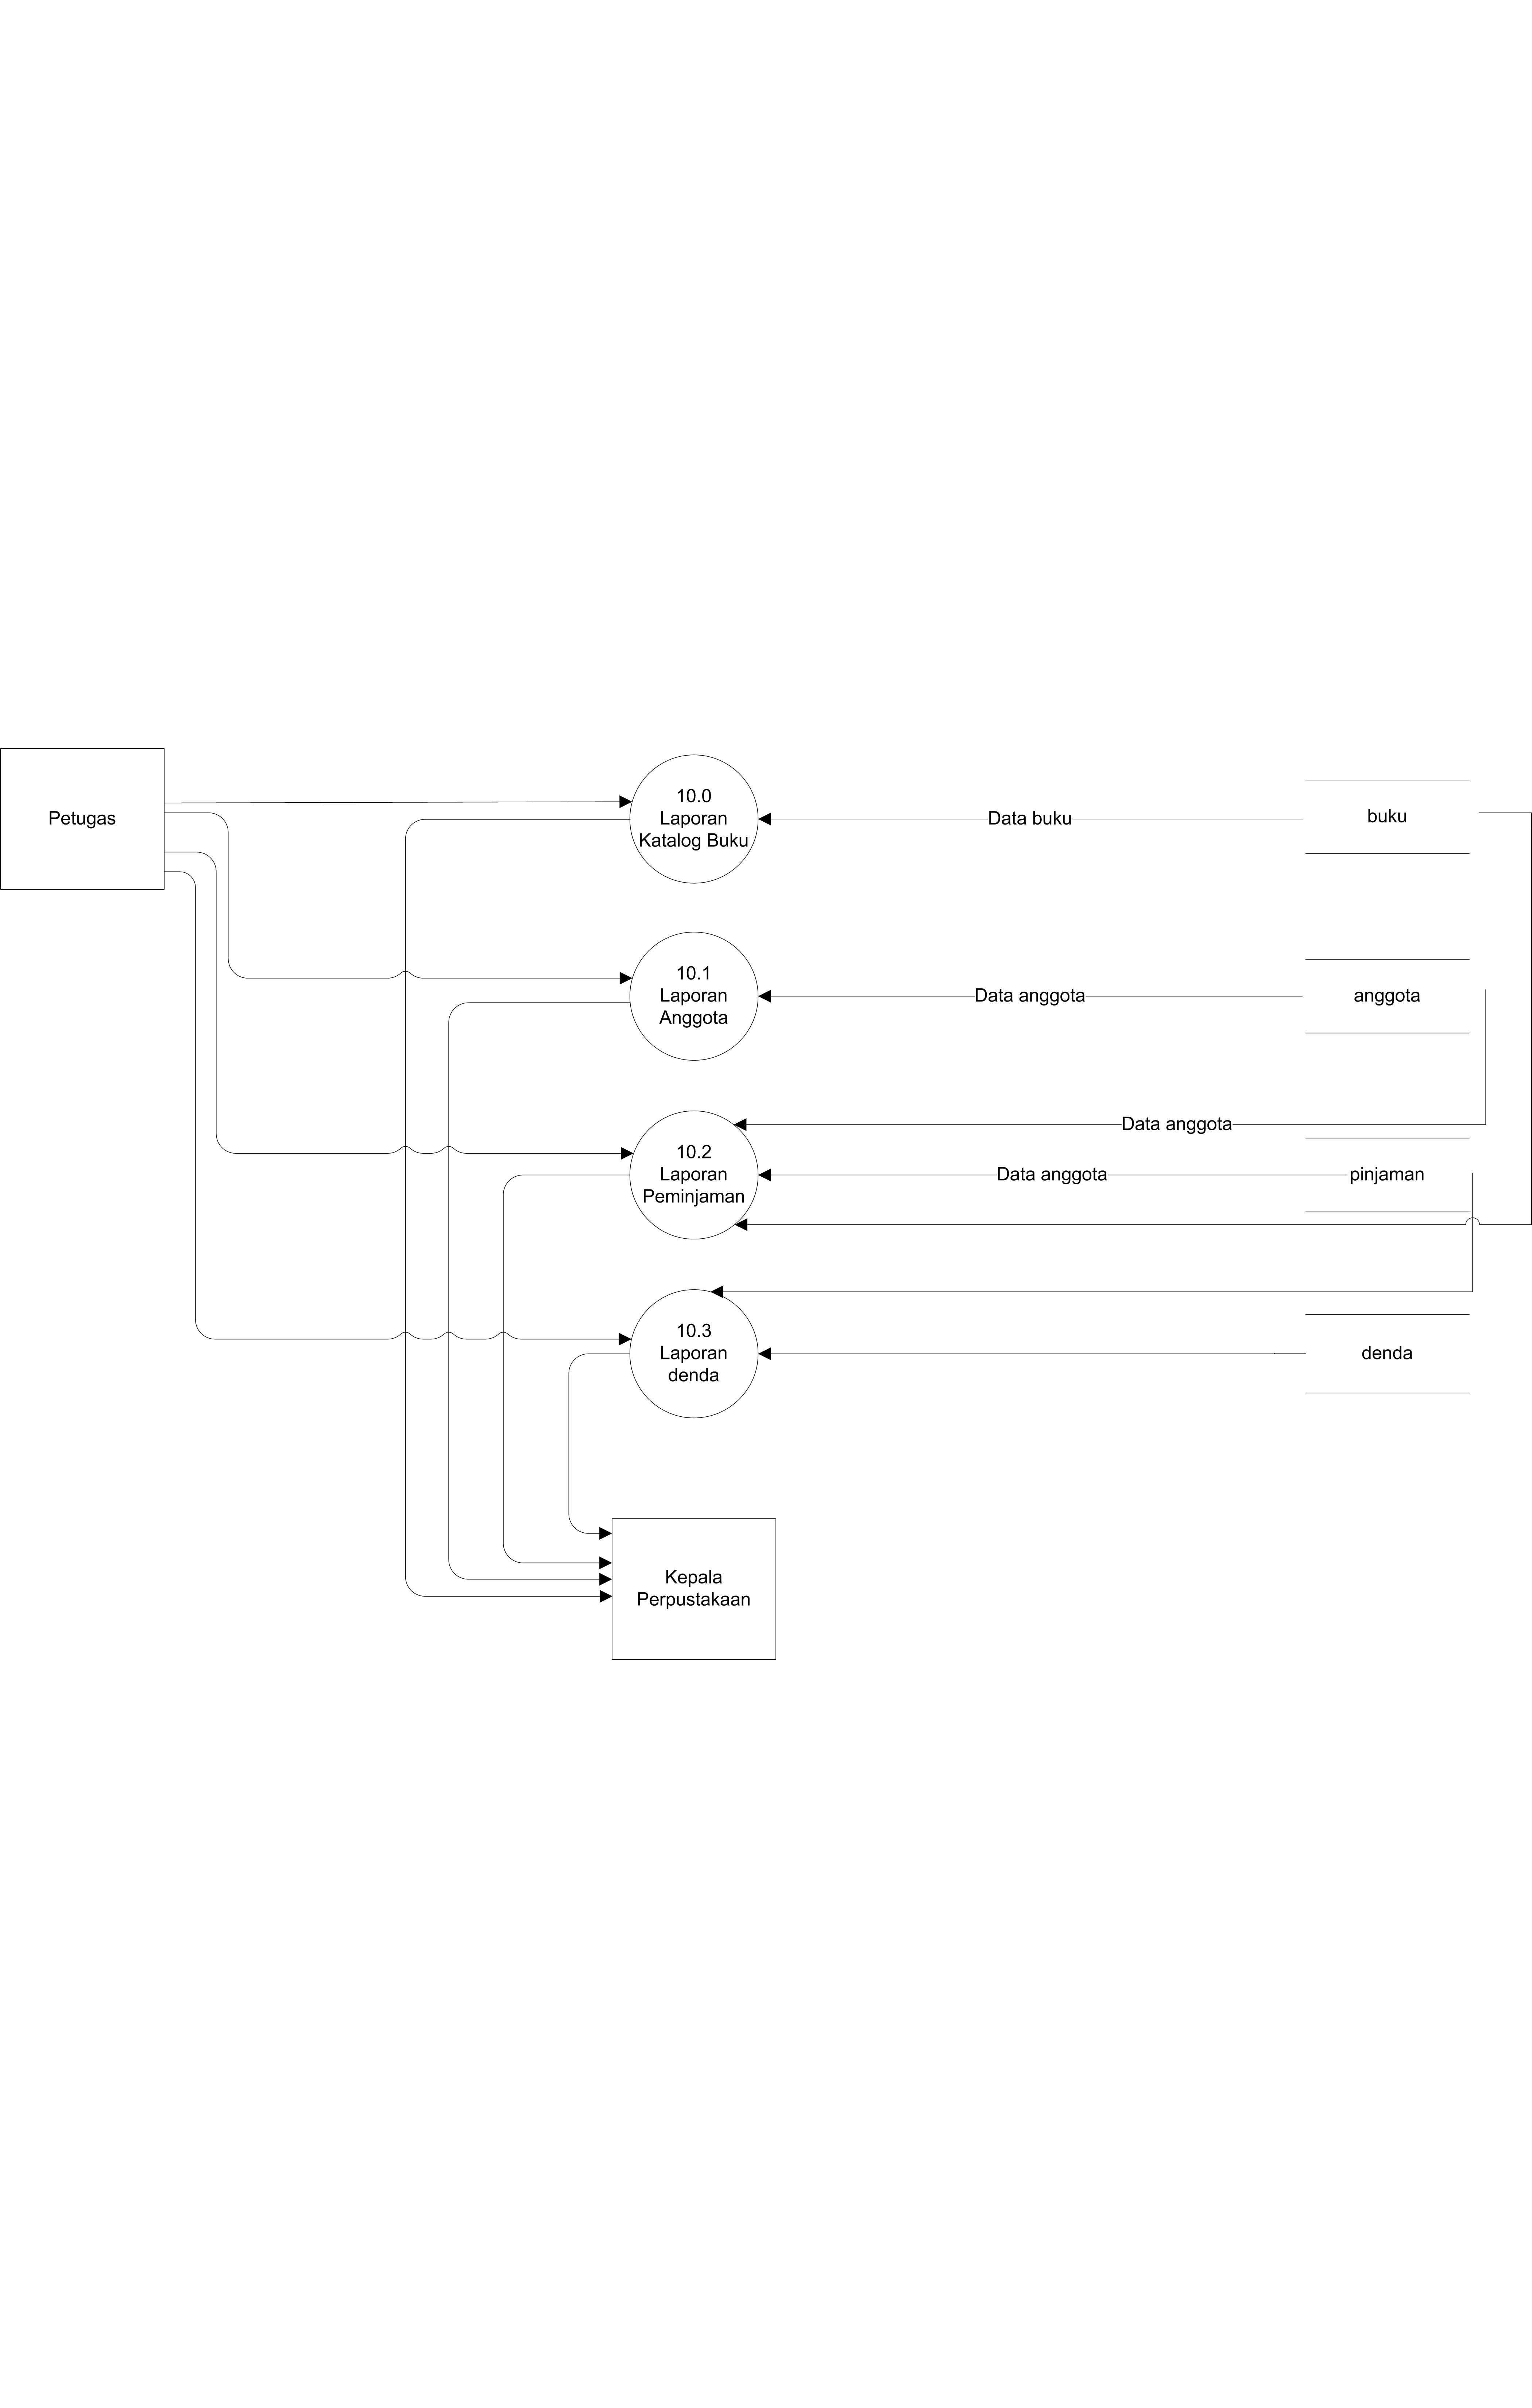 Petugas
10.0
Laporan
Katalog Buku
Data buku
buku
10.1
Laporan
Anggota
Data anggota
anggota
Data anggota
10.2
Laporan
Peminjaman
Data anggota
pinjaman
10.3
Laporan
denda
denda
Kepala
Perpustakaan